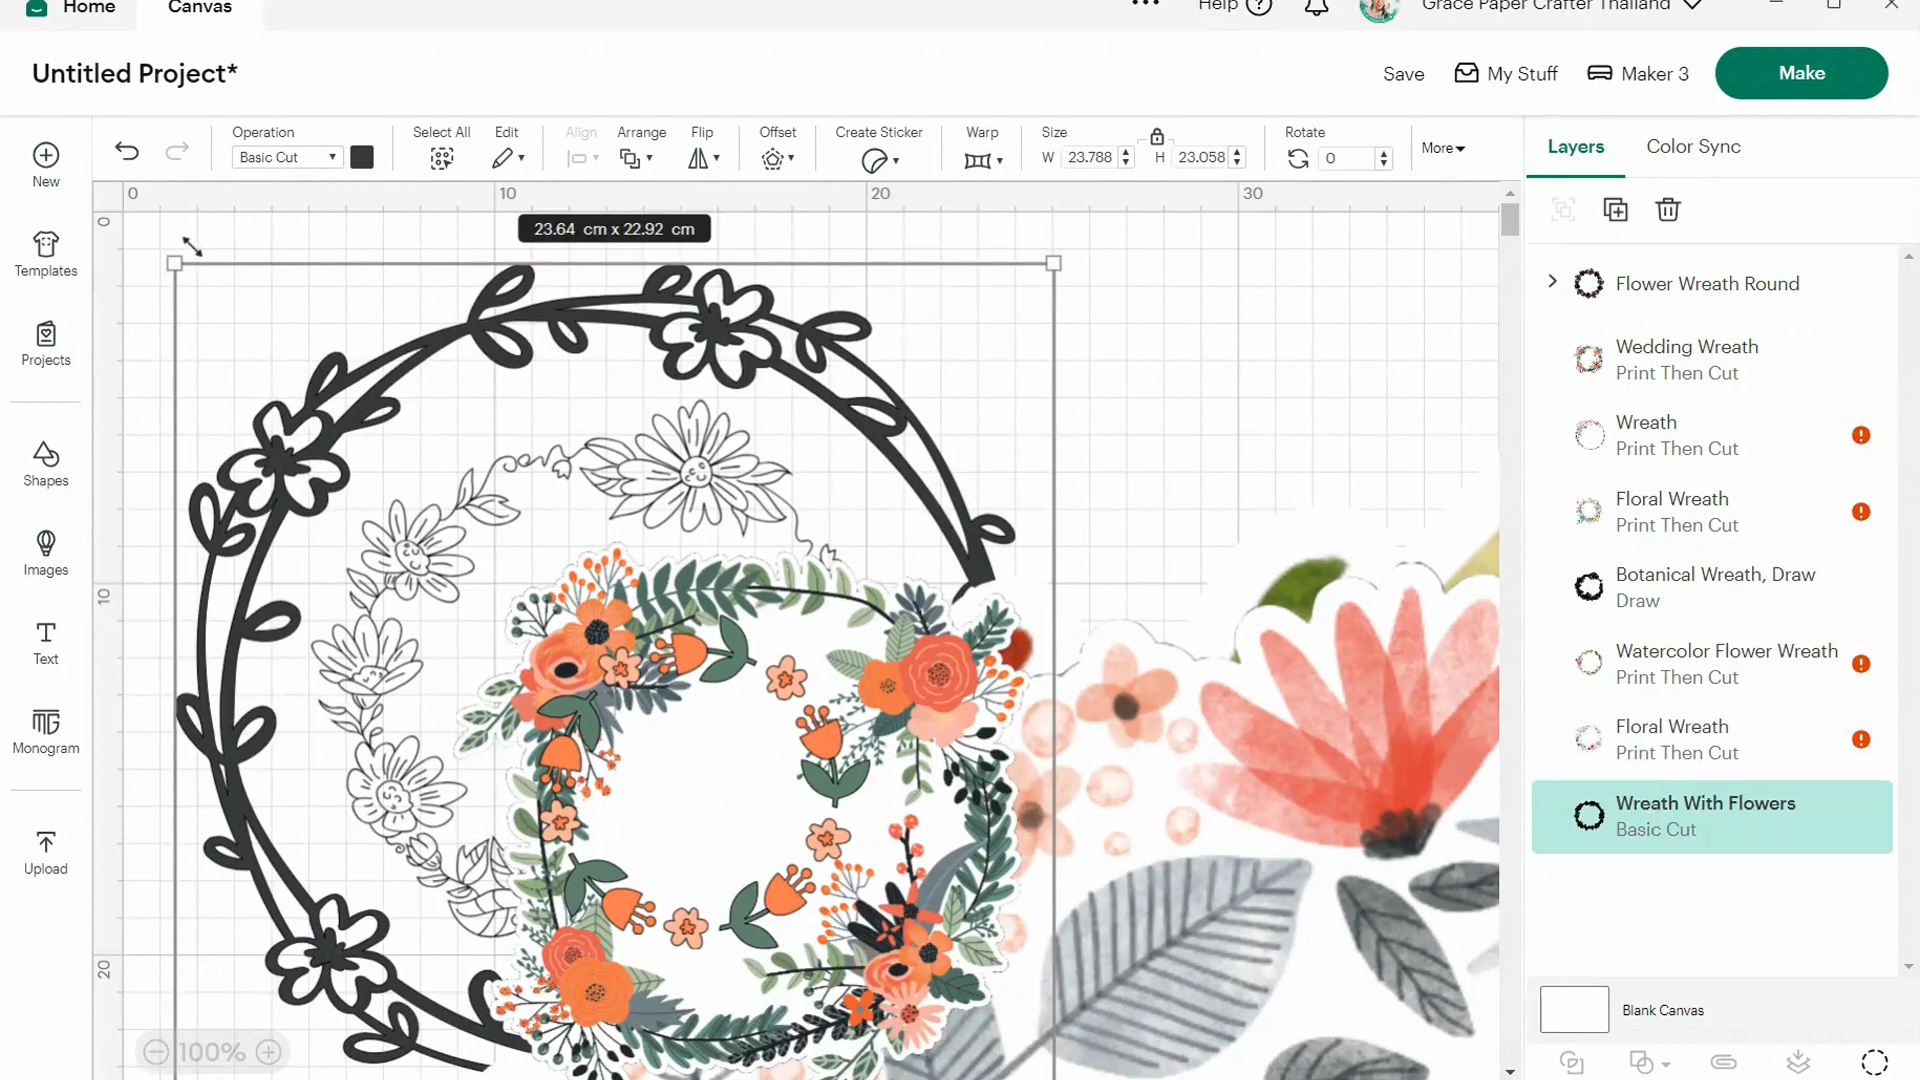 Home
Canvas
Help
Grace Paper Crafter Thailand
Untitled Project*
Save
My Stuff
Maker 3
Make
New
Templates
Projects
Shapes
Images
Text
Monogram
Upload
Operation
Basic Cut
Select All
Edit
Align
Arrange
Flip
Offset
Create Sticker
Warp
Size
W 23.788
H 23.058
Rotate
0
More
0
10
20
30
0
10
20
23.64 cm x 22.92 cm
100%
Layers
Color Sync
Flower Wreath Round
Wedding Wreath
Print Then Cut
Wreath
Print Then Cut
Floral Wreath
Print Then Cut
Botanical Wreath, Draw
Draw
Watercolor Flower Wreath
Print Then Cut
Floral Wreath
Print Then Cut
Wreath With Flowers
Basic Cut
Blank Canvas